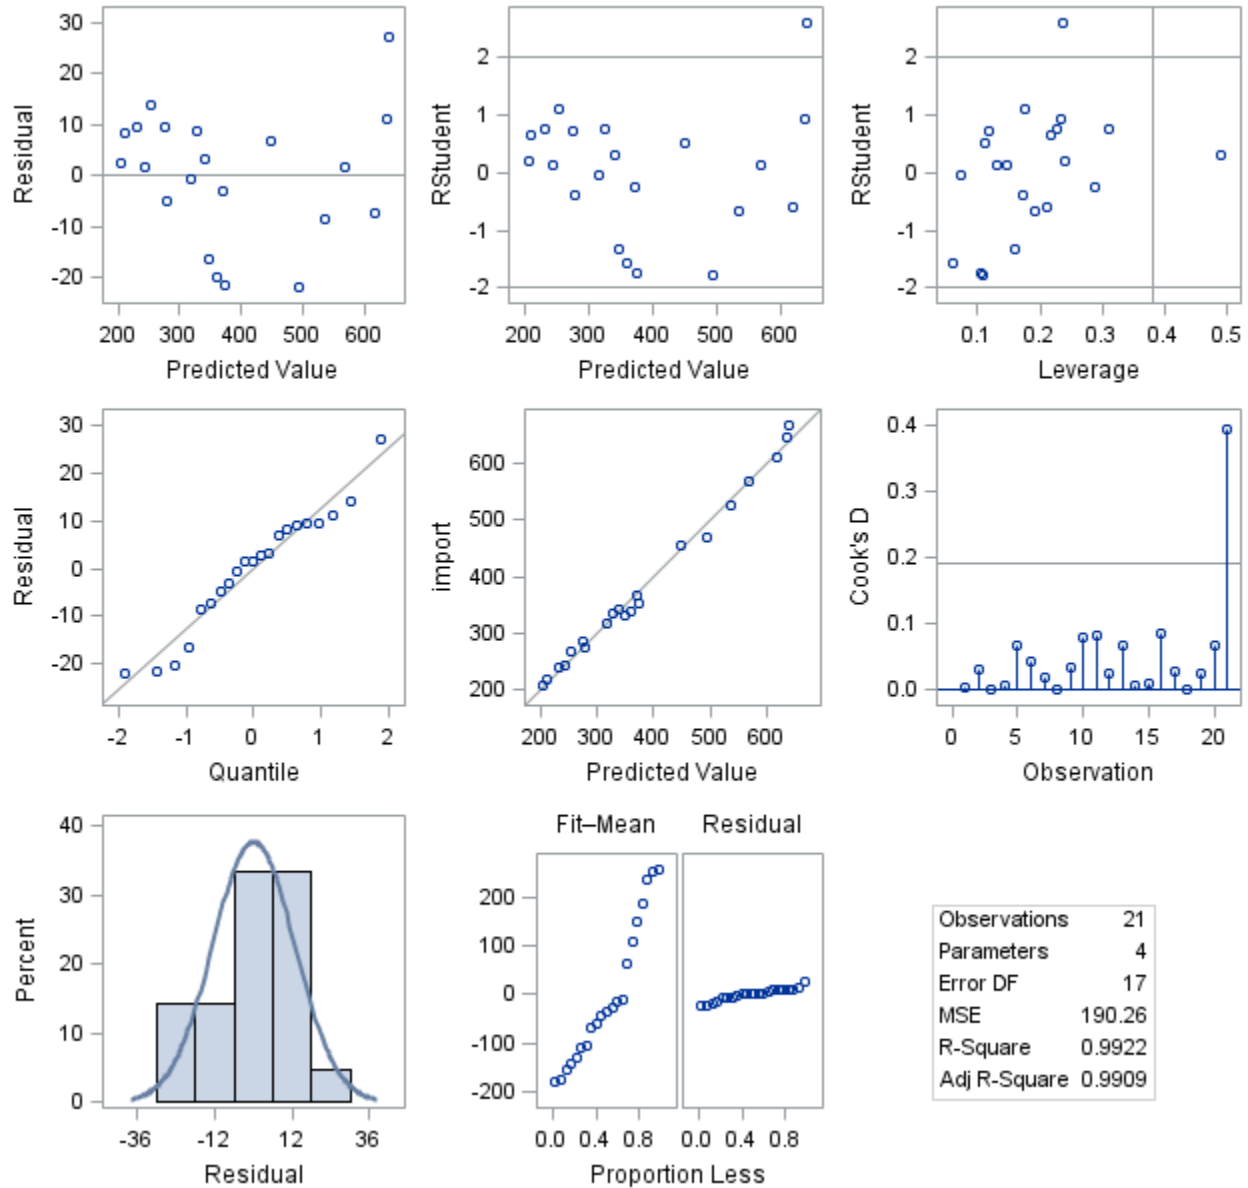 30
20
10
0
-10
-20
Residual
200 300 400 500 600
Predicted Value
2
1
0
-1
-2
RStudent
200 300 400 500 600
Predicted Value
2
1
0
-1
-2
RStudent
0.1 0.2 0.3 0.4 0.5
Leverage
30
20
10
0
-10
-20
Residual
-2 -1 0 1 2
Quantile
600
500
400
300
200
import
200 300 400 500 600
Predicted Value
0.4
0.3
0.2
0.1
0.0
Cook's D
0 5 10 15 20
Observation
40
30
20
10
0
Percent
-36 -12 12 36
Residual
Fit–Mean Residual
200
100
0
-100
-200
0.0 0.4 0.8 0.0 0.4 0.8
Proportion Less
Observations 21
Parameters 4
Error DF 17
MSE 190.26
R-Square 0.9922
Adj R-Square 0.9909